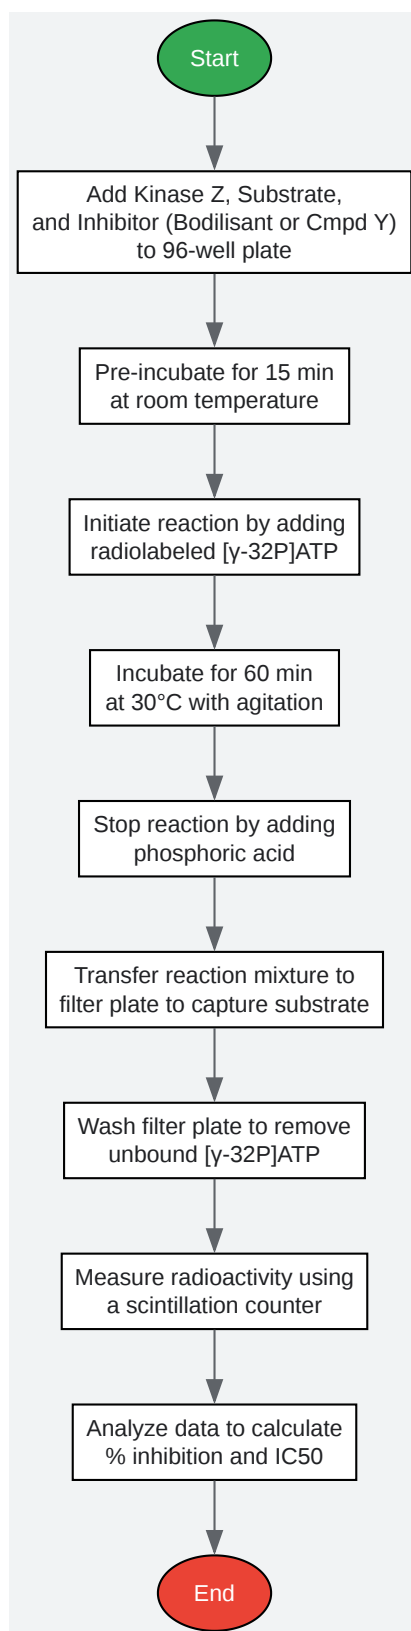 Start
Add Kinase Z, Substrate,
and Inhibitor (Bodilisant or Cmpd Y)
to 96-well plate
Pre-incubate for 15 min
at room temperature
Initiate reaction by adding
radiolabeled [γ-32P]ATP
Incubate for 60 min
at 30°C with agitation
Stop reaction by adding
phosphoric acid
Transfer reaction mixture to
filter plate to capture substrate
Wash filter plate to remove
unbound [γ-32P]ATP
Measure radioactivity using
a scintillation counter
Analyze data to calculate
% inhibition and IC50
End